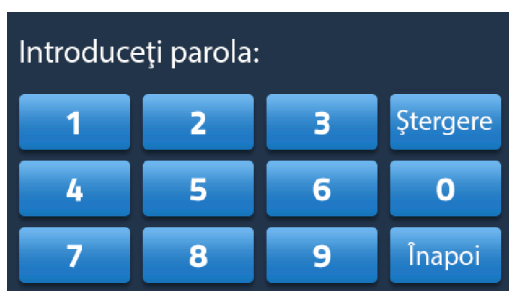 Introduceţi parola:
1 2 3 Ştergere
4 5 6 0
7 8 9 Înapoi